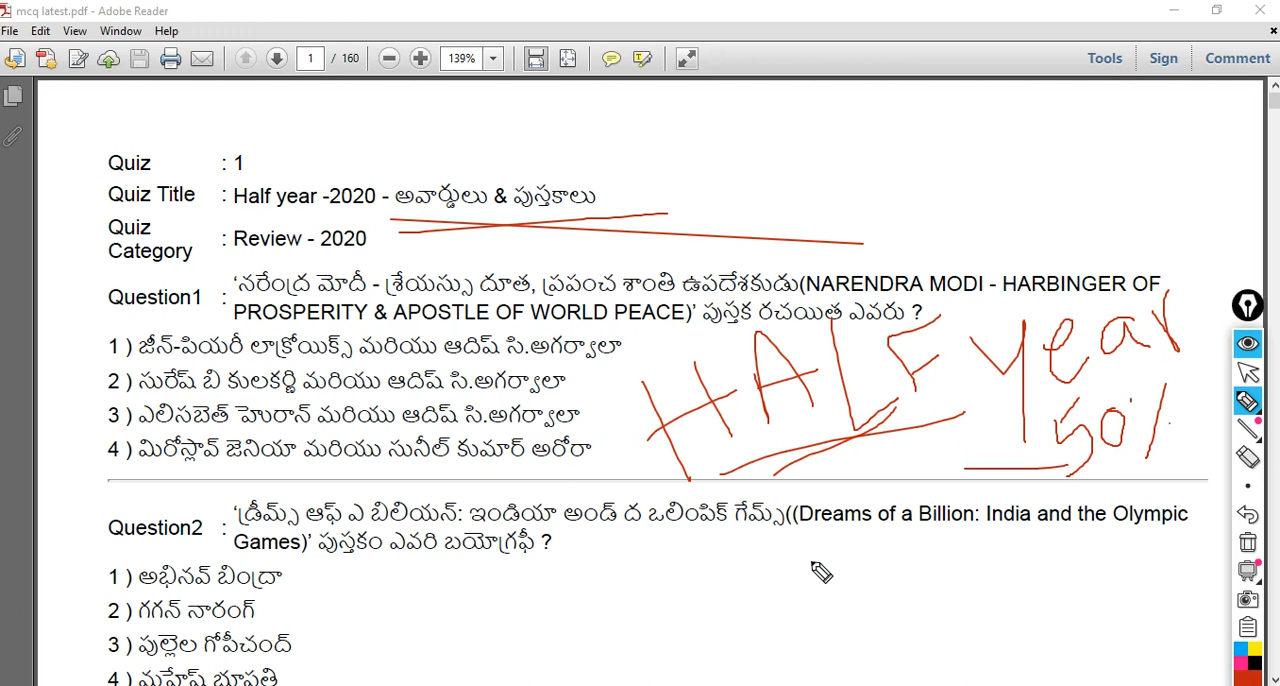 mcq latest.pdf - Adobe Reader
File Edit View Window Help
1 / 160 139% Tools Sign Comment
Quiz : 1
Quiz Title : Half year -2020 - అవార్డులు & పుస్తకాలు
Quiz
Category : Review - 2020
Question1 : ‘నరేంద్ర మోదీ - శ్రేయస్సు దూత, ప్రపంచ శాంతి ఉపదేశకుడు(NARENDRA MODI - HARBINGER OF
PROSPERITY & APOSTLE OF WORLD PEACE)’ పుస్తక రచయిత ఎవరు ?
1 ) జీన్-పియరీ లాక్రోయిక్స్ మరియు ఆదిష్ సి.అగర్వాలా
2 ) సురేష్ బి కులకర్ణి మరియు ఆదిష్ సి.అగర్వాలా
3 ) ఎలిసబెత్ హెరాన్ మరియు ఆదిష్ సి.అగర్వాలా
4 ) మిరోస్లావ్ జెనియా మరియు సునీల్ కుమార్ అరోరా
HALF year
50%
Question2 : ‘డ్రీమ్స్ ఆఫ్ ఎ బిలియన్: ఇండియా అండ్ ద ఒలింపిక్ గేమ్స్((Dreams of a Billion: India and the Olympic
Games)’ పుస్తకం ఎవరి బయోగ్రఫీ ?
1 ) అభినవ్ బింద్రా
2 ) గగన్ నారంగ్
3 ) పుల్లెల గోపీచంద్
4 ) మహేష్ భూపతి